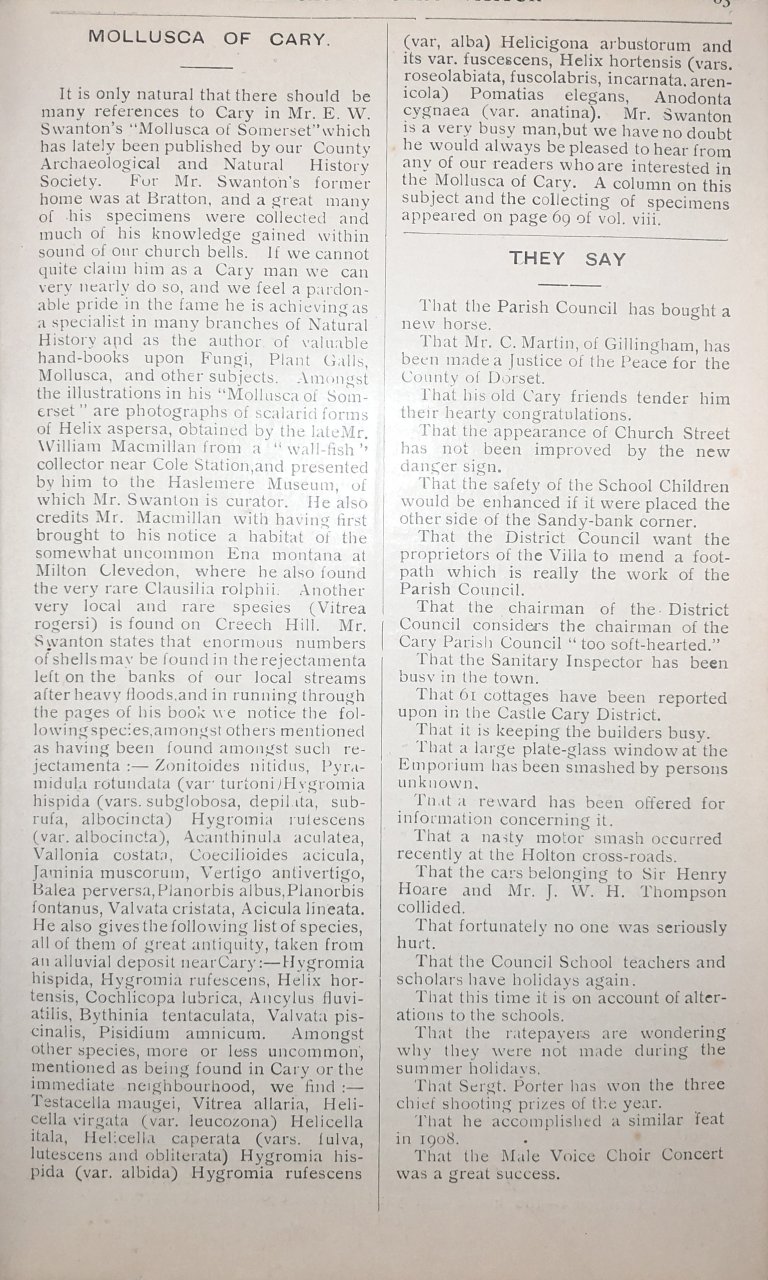 MOLLUSCA OF CARY.
It is only natural that there should be
many references to Cary in Mr. E. W.
Swanton's "Mollusca of Somerset" which
has lately been published by our County
Archaeological and Natural History
Society. For Mr. Swanton's former
home was at Bratton, and a great many
of his specimens were collected and
much of his knowledge gained within
sound of our church bells. If we cannot
quite claim him as a Cary man we can
very nearly do so, and we feel a pardon-
able pride in the fame he is achieving as
a specialist in many branches of Natural
History and as the author of valuable
hand-books upon Fungi, Plant Galls,
Mollusca, and other subjects. Amongst
the illustrations in his "Mollusca of Som-
erset" are photographs of scalarid forms
of Helix aspersa, obtained by the late Mr.
William Macmillan from a "wall-fish"
collector near Cole Station,and presented
by him to the Haslemere Museum, of
which Mr. Swanton is curator. He also
credits Mr. Macmillan with having first
brought to his notice a habitat of the
somewhat uncommon Ena montana at
Milton Clevedon, where he also found
the very rare Clausilia rolphii. Another
very local and rare species (Vitrea
rogersi) is found on Creech Hill. Mr.
Swanton states that enormous numbers
of shells may be found in the rejectamenta
left on the banks of our local streams
after heavy floods,and in running through
the pages of his book we notice the fol-
lowing species,amongst others mentioned
as having been found amongst such re-
jectamenta :— Zonitoides nitidus, Pyra-
midula rotundata (var turtoni)Hygromia
hispida (vars. subglobosa, depilata, sub-
rufa, albocincta) Hygromia rufescens
(var. albocincta), Acanthinula aculeata,
Vallonia costata, Coecilioides acicula,
Jaminia muscorum, Vertigo antivertigo,
Balea perversa,Planorbis albus,Planorbis
fontanus, Valvata cristata, Acicula lineata.
He also gives the following list of species,
all of them of great antiquity, taken from
an alluvial deposit near Cary:—Hygromia
hispida, Hygromia rufescens, Helix hor-
tensis, Cochlicopa lubrica, Ancylus fluvi-
atilis, Bythinia tentaculata, Valvata pis-
cinalis, Pisidium amnicum. Amongst
other species, more or less uncommon,
mentioned as being found in Cary or the
immediate neighbourhood, we find :—
Testacella maugei, Vitrea allaria, Heli-
cella virgata (var. leucozona) Helicella
itala, Helicella caperata (vars. fulva,
lutescens and obliterata) Hygromia his-
pida (var. albida) Hygromia rufescens
(var, alba) Helicigona arbustorum and
its var. fuscescens, Helix hortensis (vars.
roseolabiata, fuscolabris, incarnata. aren-
icola) Pomatias elegans, Anodonta
cygnaea (var. anatina). Mr. Swanton
is a very busy man,but we have no doubt
he would always be pleased to hear from
any of our readers who are interested in
the Mollusca of Cary. A column on this
subject and the collecting of specimens
appeared on page 69 of vol. viii.
THEY SAY
That the Parish Council has bought a
new horse.
That Mr. C. Martin, of Gillingham, has
been made a Justice of the Peace for the
County of Dorset.
That his old Cary friends tender him
their hearty congratulations.
That the appearance of Church Street
has not been improved by the new
danger sign.
That the safety of the School Children
would be enhanced if it were placed the
other side of the Sandy-bank corner.
That the District Council want the
proprietors of the Villa to mend a foot-
path which is really the work of the
Parish Council.
That the chairman of the District
Council considers the chairman of the
Cary Parish Council "too soft-hearted."
That the Sanitary Inspector has been
busy in the town.
That 61 cottages have been reported
upon in the Castle Cary District.
That it is keeping the builders busy.
That a large plate-glass window at the
Emporium has been smashed by persons
unknown.
That a reward has been offered for
information concerning it.
That a nasty motor smash occurred
recently at the Holton cross-roads.
That the cars belonging to Sir Henry
Hoare and Mr. J. W. H. Thompson
collided.
That fortunately no one was seriously
hurt.
That the Council School teachers and
scholars have holidays again.
That this time it is on account of alter-
ations to the schools.
That the ratepayers are wondering
why they were not made during the
summer holidays.
That Sergt. Porter has won the three
chief shooting prizes of the year.
That he accomplished a similar feat
in 1908.
That the Male Voice Choir Concert
was a great success.